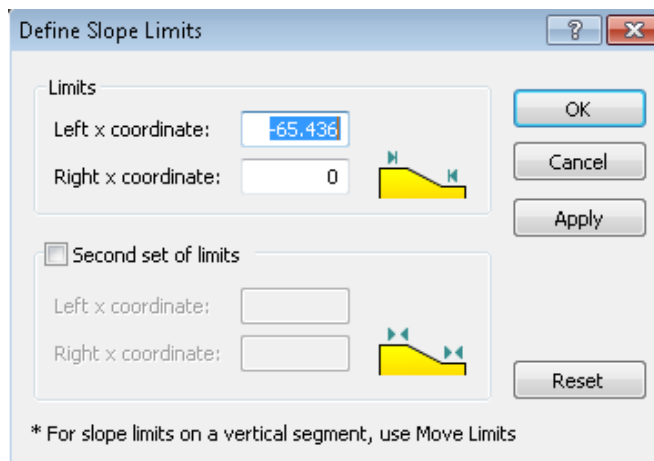 Define Slope Limits
?
Limits
Left x coordinate: -65.436
Right x coordinate: 0
OK
Cancel
Apply
Second set of limits
Left x coordinate:
Right x coordinate:
Reset
* For slope limits on a vertical segment, use Move Limits